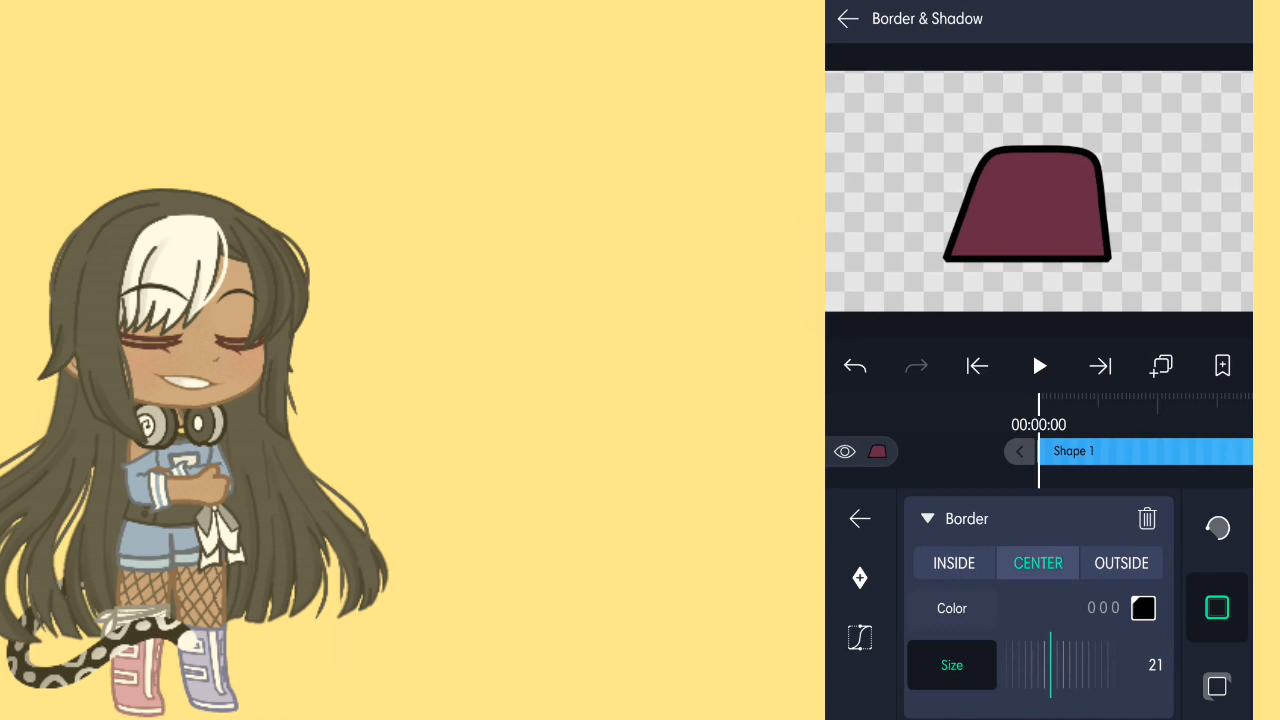 Border & Shadow
00:00:00
Shape 1
Border
INSIDE CENTER OUTSIDE
Color 0 0 0
Size 21